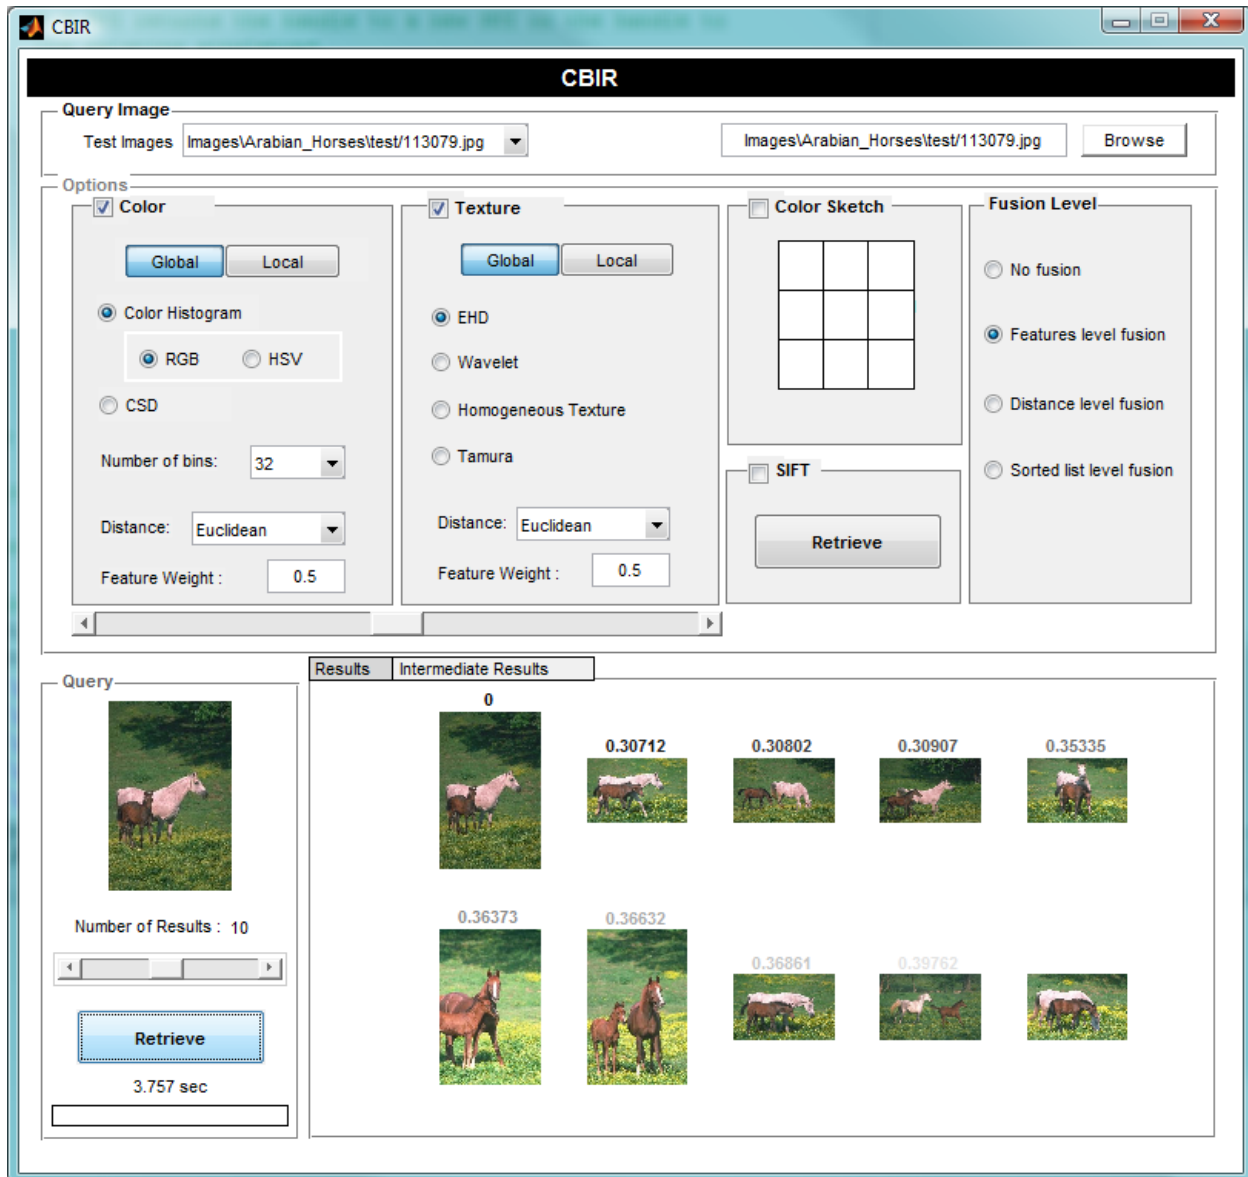 CBIR
CBIR
Query Image
Test Images Images\Arabian_Horses\test/113079.jpg Images\Arabian_Horses\test/113079.jpg Browse
Options
Color Texture Color Sketch Fusion Level
Global Local Global Local
No fusion
Color Histogram EHD
Features level fusion
RGB HSV Wavelet
CSD Homogeneous Texture Distance level fusion
Number of bins: 32 Tamura SIFT Sorted list level fusion
Distance: Euclidean Distance: Euclidean Retrieve
Feature Weight : 0.5 Feature Weight : 0.5
Results Intermediate Results
Query
0
0.30712 0.30802 0.30907 0.35335
Number of Results : 10
0.36373 0.36632
0.36861 0.39762
Retrieve
3.757 sec